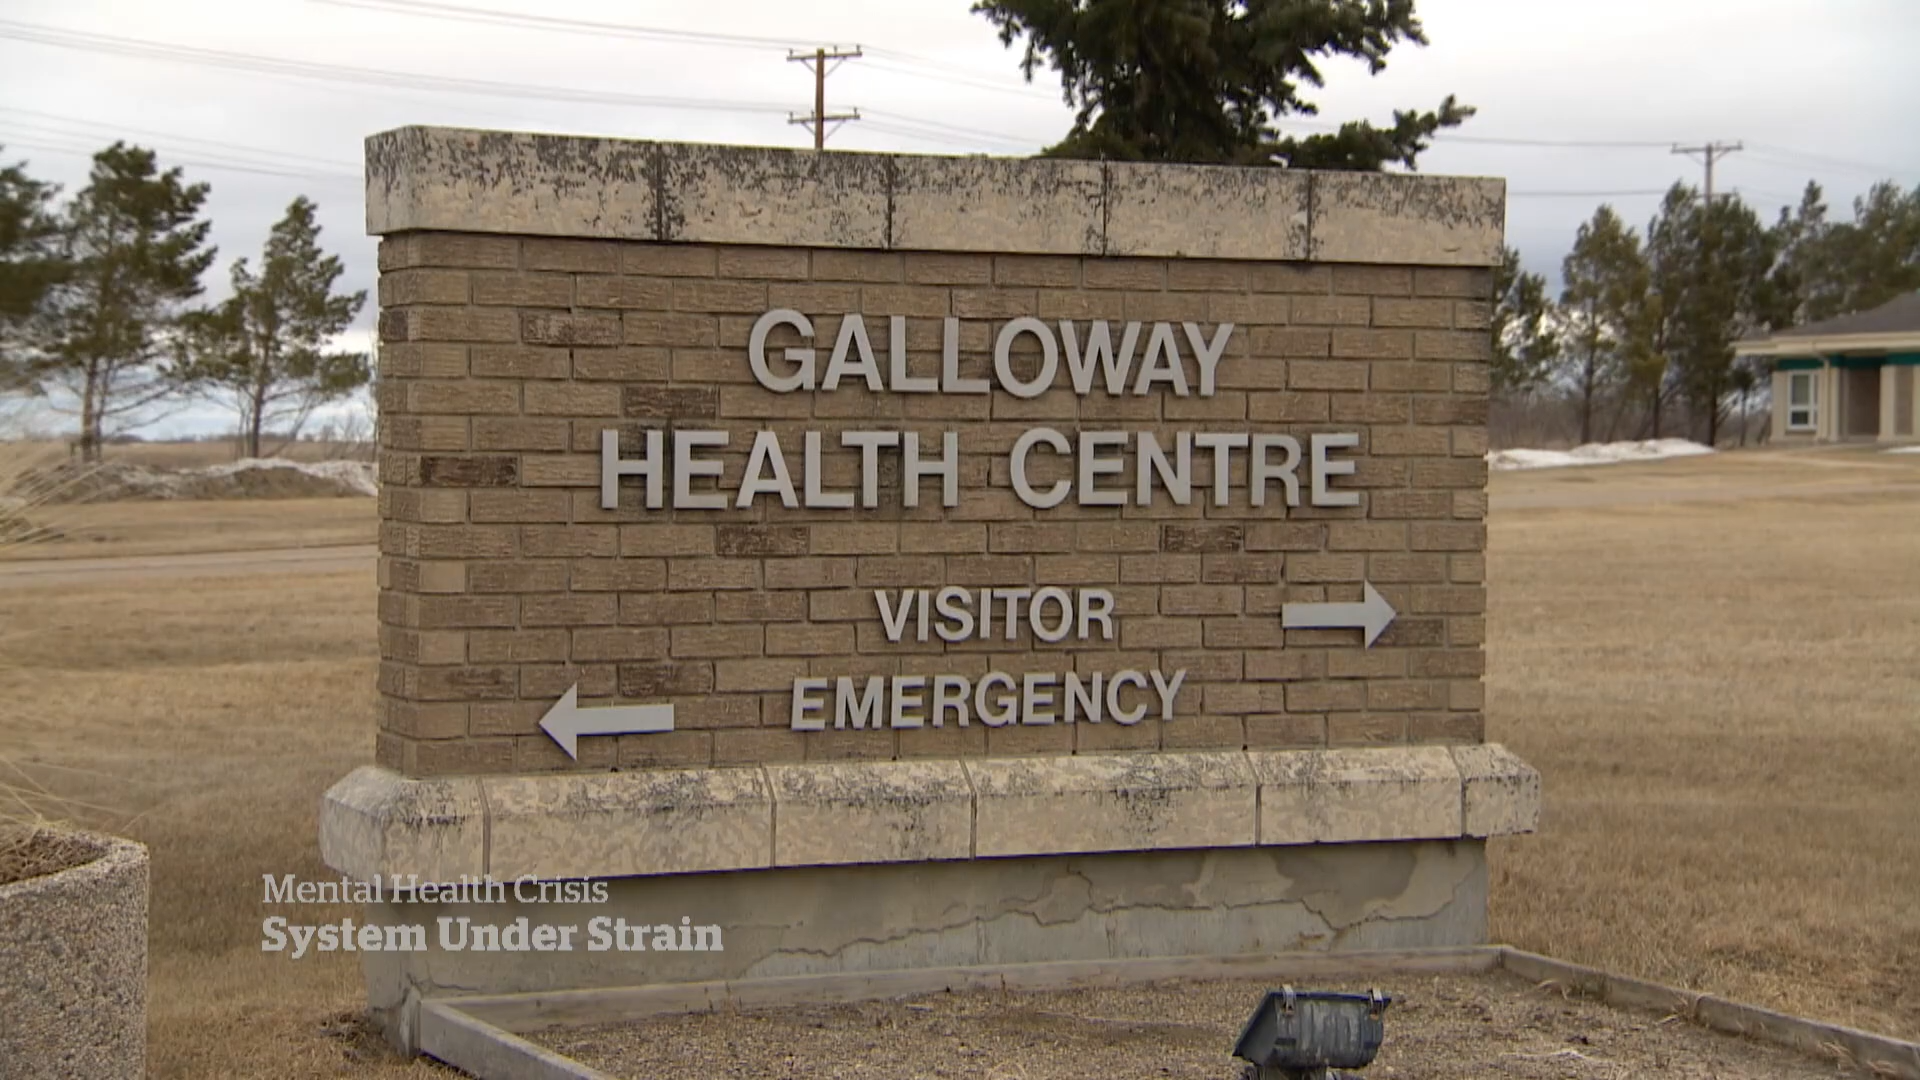 GALLOWAY
HEALTH CENTRE
VISITOR
EMERGENCY
Mental Health Crisis
System Under Strain